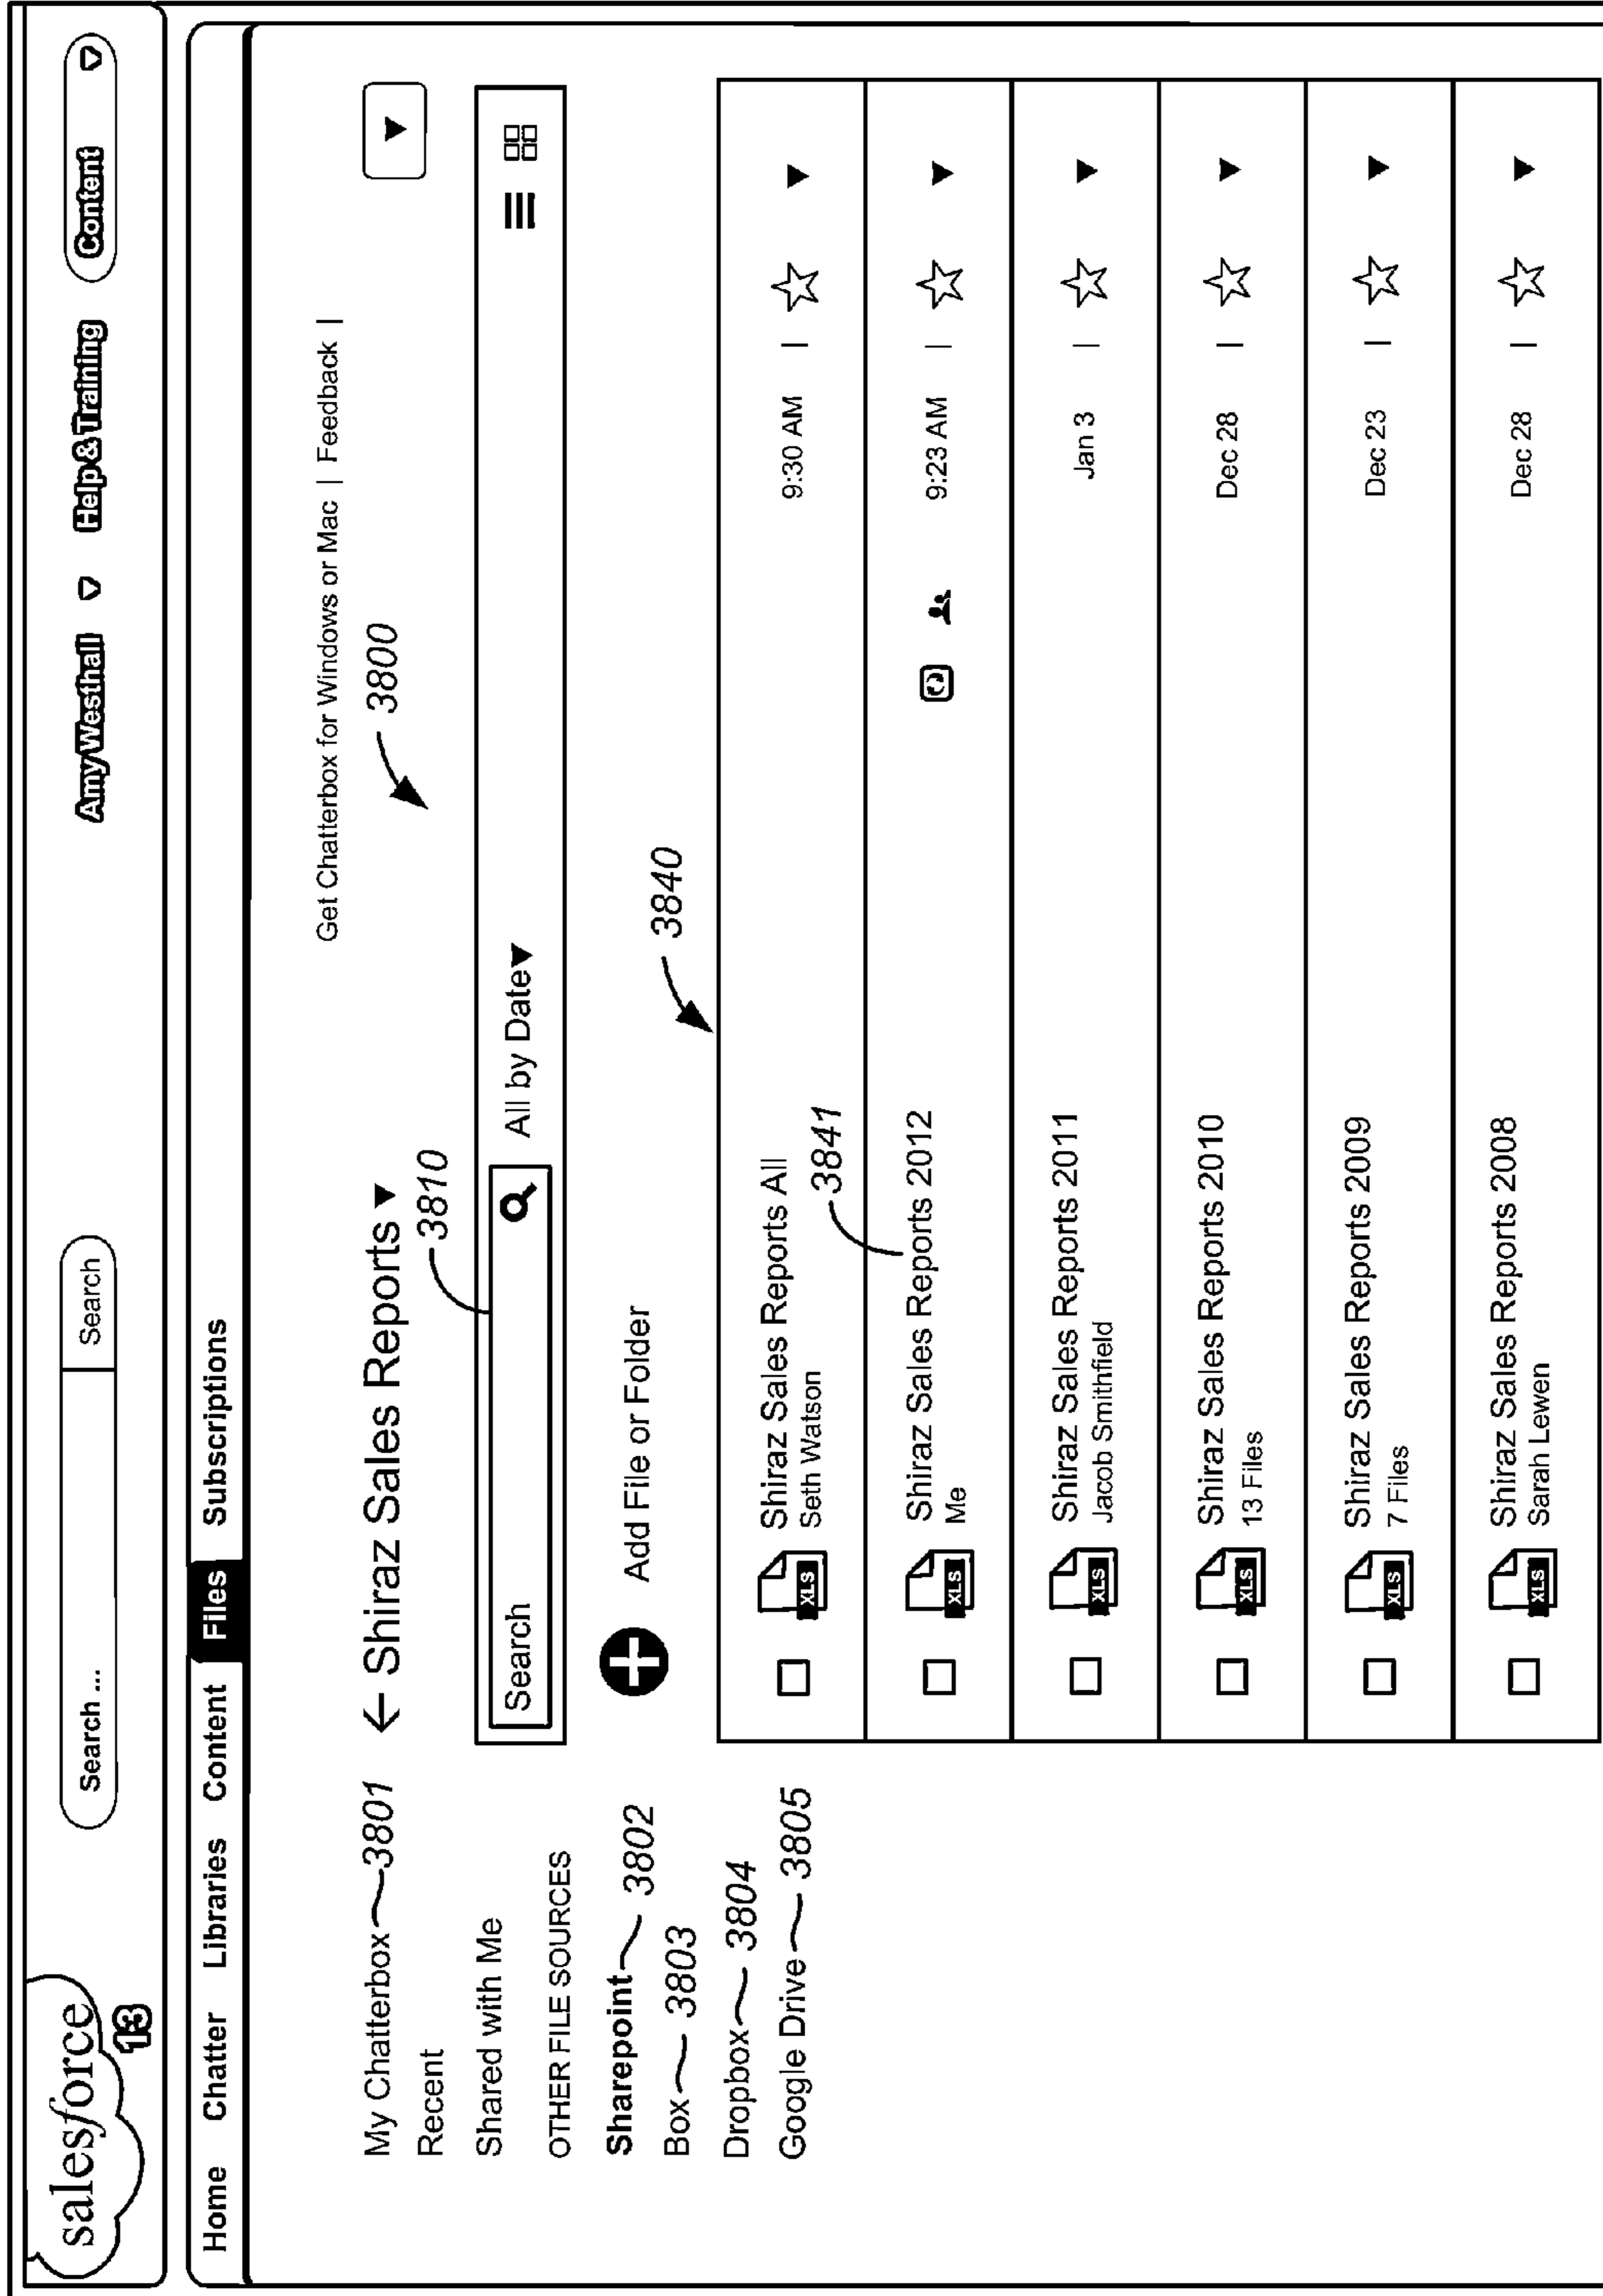 salesforce
13
Search ...
Search
Amy Westhall
Help & Training
Content
Home Chatter Libraries Content Files Subscriptions
Get Chatterbox for Windows or Mac | Feedback |
My Chatterbox 3801
Recent
Shared with Me
OTHER FILE SOURCES
Sharepoint 3802
Box 3803
Dropbox 3804
Google Drive 3805
← Shiraz Sales Reports ▼
3800
3810
Search
All by Date▼
Add File or Folder
3840
XLS
Shiraz Sales Reports All
Seth Watson
9:30 AM |
3841
XLS
Shiraz Sales Reports 2012
Me
9:23 AM |
XLS
Shiraz Sales Reports 2011
Jacob Smithfield
Jan 3 |
XLS
Shiraz Sales Reports 2010
13 Files
Dec 28 |
XLS
Shiraz Sales Reports 2009
7 Files
Dec 23 |
XLS
Shiraz Sales Reports 2008
Sarah Lewen
Dec 28 |